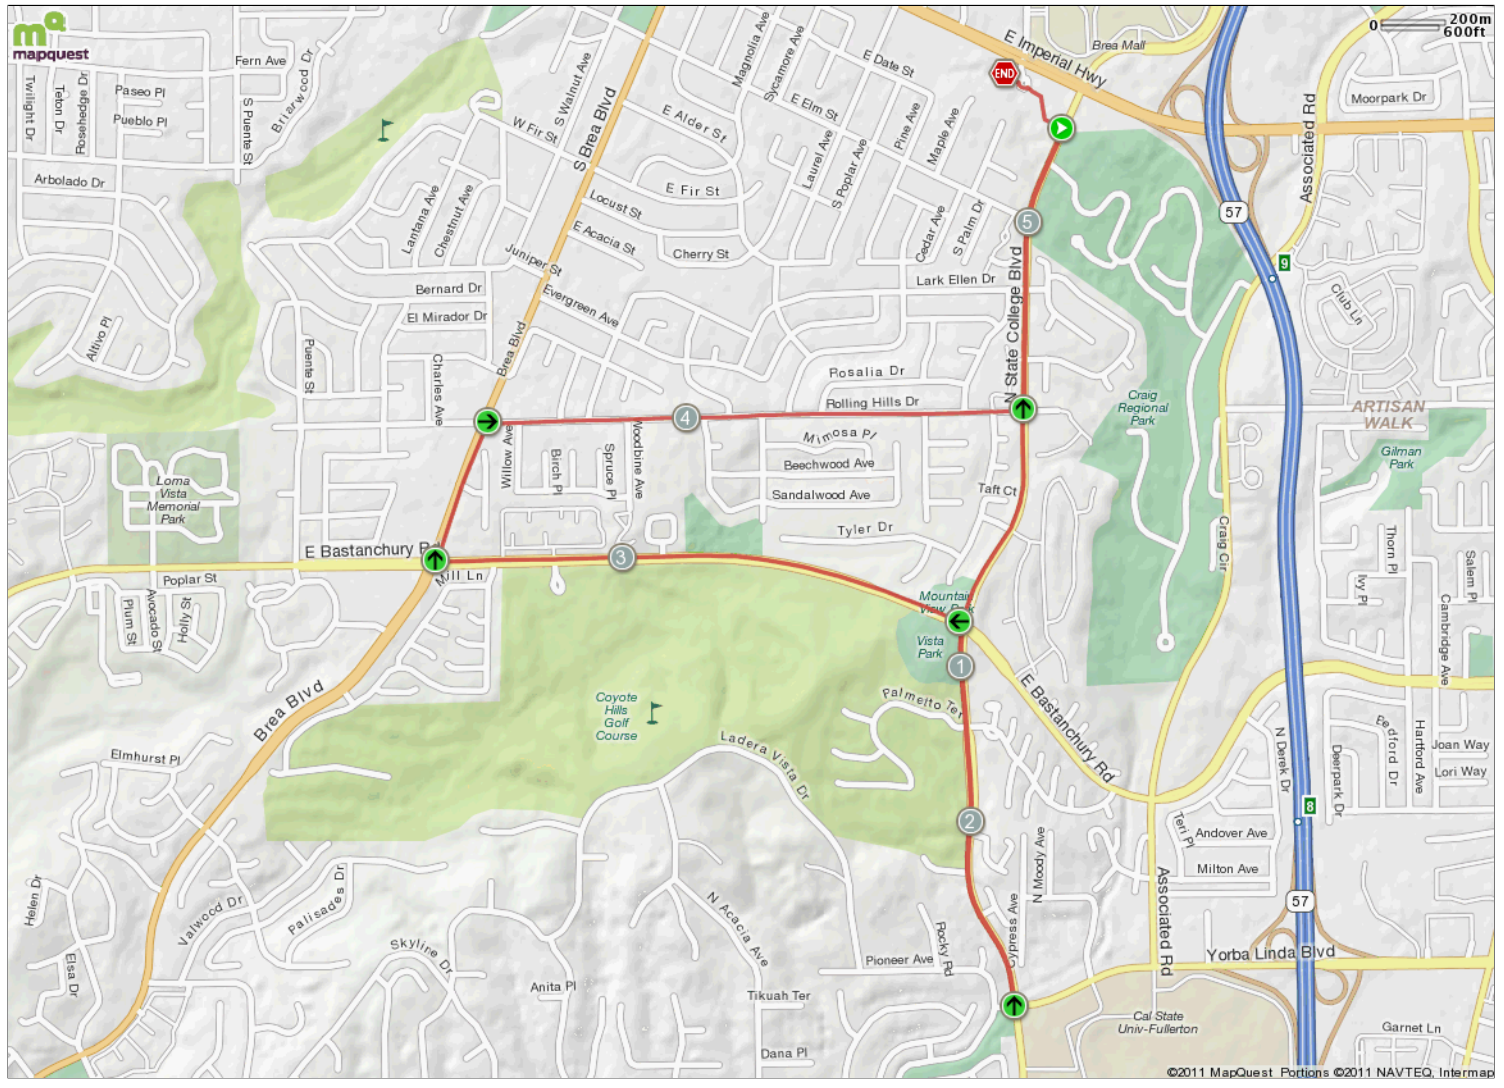 mapquest
200m
0
600ft
E Imperial Hwy
Brea Mall
END
Fern Ave
Briarwood Dr
S Puente St
Twilight Dr
Teton Dr
Rosehedge Dr
Paseo Pl
Pueblo Pl
Arbolado Dr
S Walnut Ave
W Fir St
S Brea Blvd
Magnolia Ave
Sycamore Ave
E Date St
E Elm St
E Alder St
Laurel Ave
S Poplar Ave
Pine Ave
Maple Ave
Moorpark Dr
Associated Rd
57
Lantana Ave
Chestnut Ave
E Fir St
Locust St
E Acacia St
Cherry St
Cedar Ave
S Palm Dr
5
N State College Blvd
Juniper St
Evergreen Ave
Bernard Dr
El Mirador Dr
Lark Ellen Dr
9
Club Ln
Altivo Pl
Puente St
Charles Ave
Brea Blvd
Rosalia Dr
Rolling Hills Dr
4
Craig
Regional
Park
ARTISAN
WALK
Gilman
Park
Mimosa Pl
Beechwood Ave
Sandalwood Ave
Tyler Dr
Taft Ct
Willow Ave
Birch Pl
Spruce Pl
Woodbine Ave
Loma
Vista
Memorial
Park
E Bastanchury Rd
3
Mill Ln
Poplar St
Plum St
Avocado St
Holly St
Mountain
View Park
Vista
Park
1
Craig Cir
Thorn Pl
Ivy Pl
Salem Pl
Cambridge Ave
Brea Blvd
Coyote
Hills
Golf
Course
Palmetto Ter
E Bastanchury Rd
Elmhurst Pl
Ladera Vista Dr
N Derek Dr
Deerpark Dr
Bedford Dr
Hartford Ave
Joan Way
Lori Way
8
2
Teri Pl
Andover Ave
Milton Ave
N Moody Ave
Cypress Ave
Associated Rd
57
Helen Dr
Valwood Dr
Palisades Dr
Skyline Dr
Elsa Dr
N Acacia Ave
Rocky Rd
Pioneer Ave
Yorba Linda Blvd
Anita Pl
Tikuah Ter
Dana Pl
Cal State
Univ-Fullerton
Garnet Ln
©2011 MapQuest Portions ©2011 NAVTEQ, Intermap